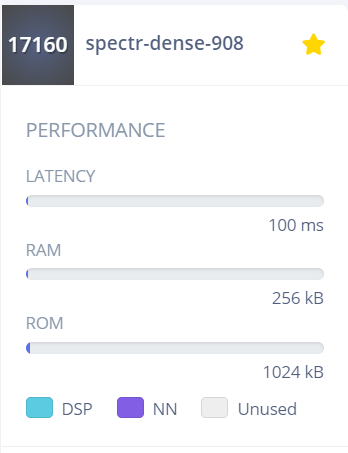 17160 spectr-dense-908
PERFORMANCE
LATENCY
100 ms
RAM
256 kB
ROM
1024 kB
DSP NN Unused